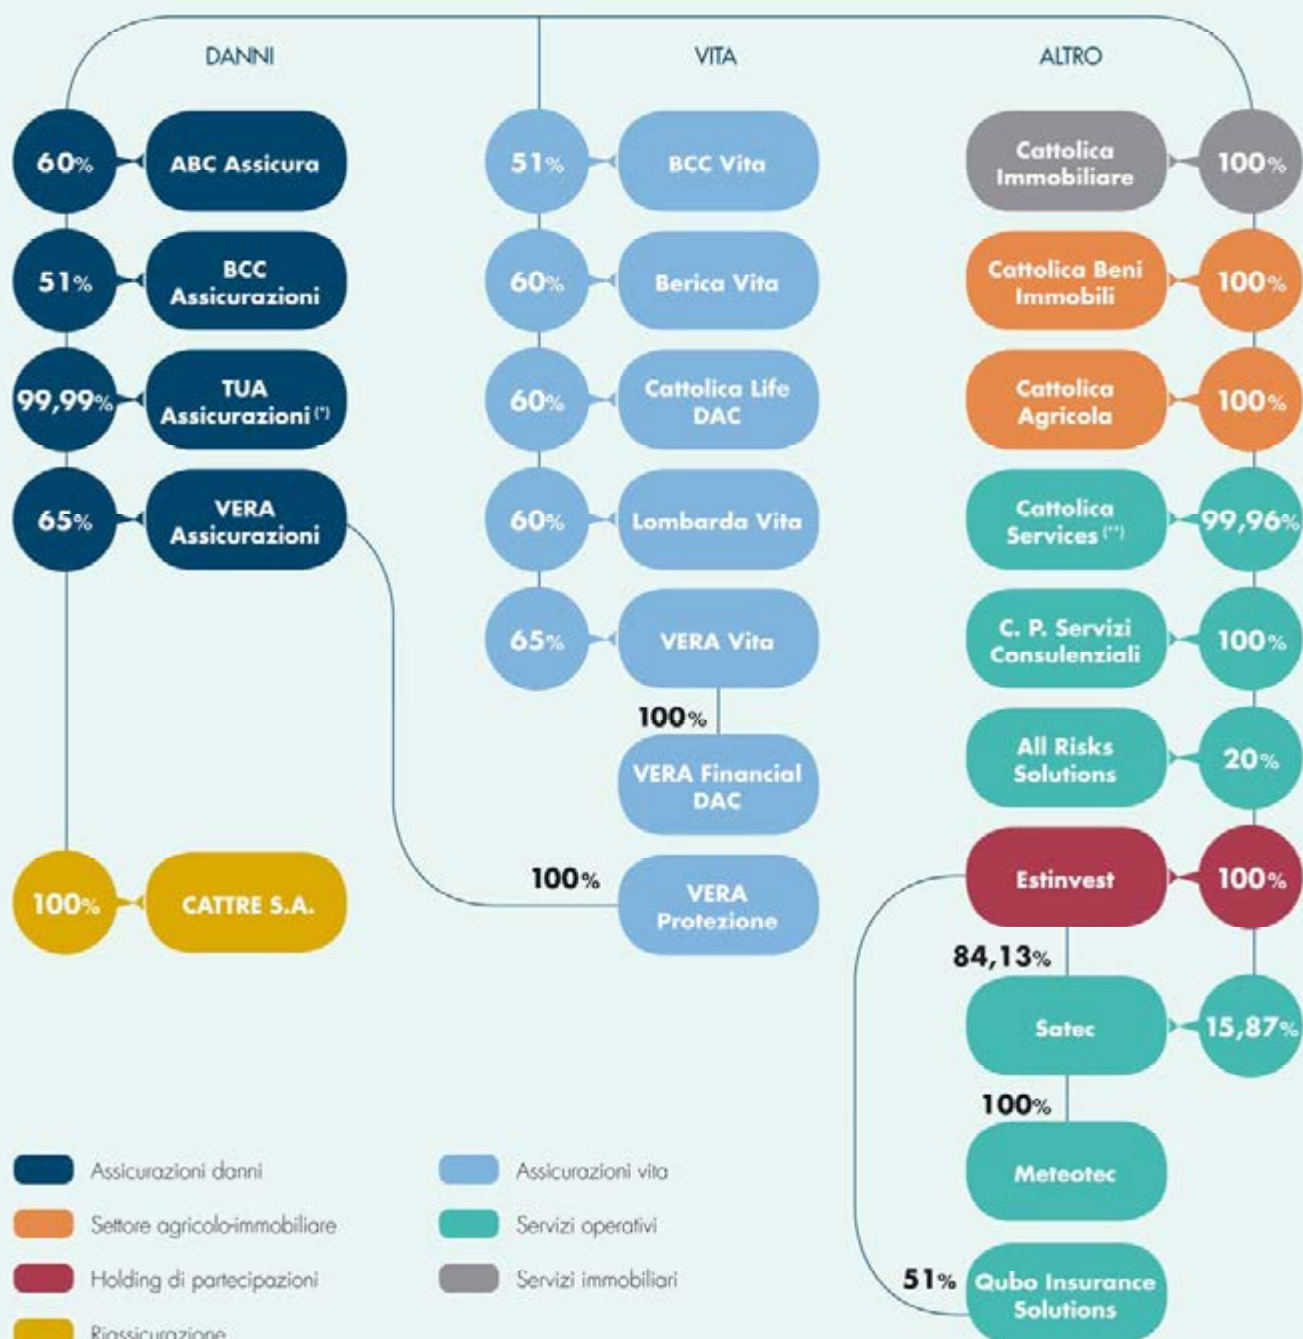 DANNI
60%
ABC Assicura
51%
BCC
Assicurazioni
99,99%
TUA
Assicurazioni (*)
65%
VERA
Assicurazioni
100%
CATTRE S.A.
VITA
51%
BCC Vita
60%
Berica Vita
60%
Cattolica Life
DAC
60%
Lombarda Vita
65%
VERA Vita
100%
VERA Financial
DAC
100%
VERA
Protezione
ALTRO
Cattolica
Immobiliare
100%
Cattolica Beni
Immobili
100%
Cattolica
Agricola
100%
Cattolica
Services (**)
99,96%
C. P. Servizi
Consulenziali
100%
All Risks
Solutions
20%
Estinvest
100%
84,13%
Satec
15,87%
100%
Meteotec
51%
Qubo Insurance
Solutions
Assicurazioni danni
Settore agricolo-immobiliare
Holding di partecipazioni
Riassicurazione
Assicurazioni vita
Servizi operativi
Servizi immobiliari